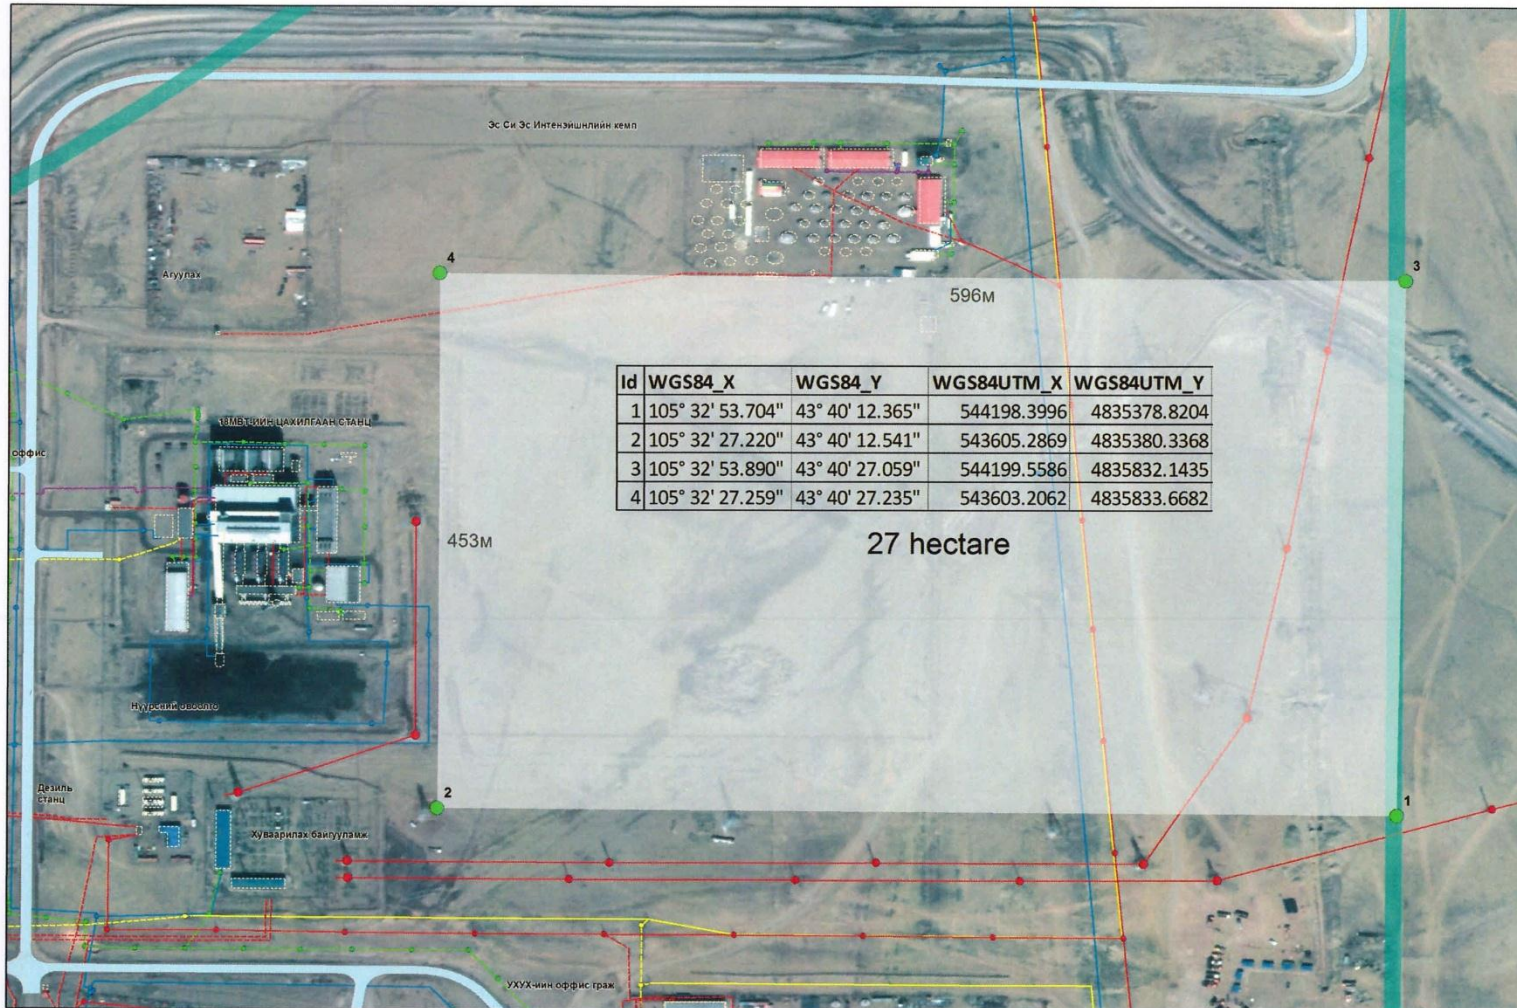 Эс Си Эс Интенэйшнлийн кемп
Агуулах
4
3
596м
Id WGS84_X WGS84_Y WGS84UTM_X WGS84UTM_Y
1 105° 32' 53.704" 43° 40' 12.365" 544198.3996 4835378.8204
2 105° 32' 27.220" 43° 40' 12.541" 543605.2869 4835380.3368
3 105° 32' 53.890" 43° 40' 27.059" 544199.5586 4835832.1435
4 105° 32' 27.259" 43° 40' 27.235" 543603.2062 4835833.6682
18МВТ-ИЙН ЦАХИЛГААН СТАНЦ
оффис
453м
27 hectare
Нүүрсний овоолго
2
1
Дезиль
станц
Хуваарилах байгууламж
УХУХ-ийн оффис граж